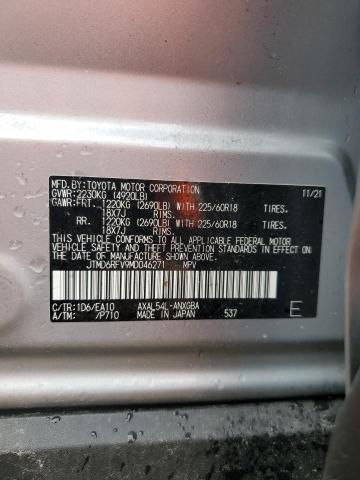 MFD.BY:TOYOTA MOTOR CORPORATION 11/21
GVWR:2230KG (4920LB)
GAWR:FRT. 1220KG (2690LB) WITH 225/60R18 TIRES,
18X7J RIMS,
RR. 1220KG (2690LB) WITH 225/60R18 TIRES,
18X7J RIMS,
THIS VEHICLE CONFORMS TO ALL APPLICABLE
FEDERAL MOTOR VEHICLE SAFETY, BUMPER, AND
THEFT PREVENTION STANDARDS IN EFFECT ON THE
DATE OF MANUFACTURE SHOWN ABOVE.
JTMD6RFV9MD046271 MPV
C/TR:1D6/EA10 AXAL54L-ANXGBA
A/TM: /P710 MADE IN JAPAN 537 E